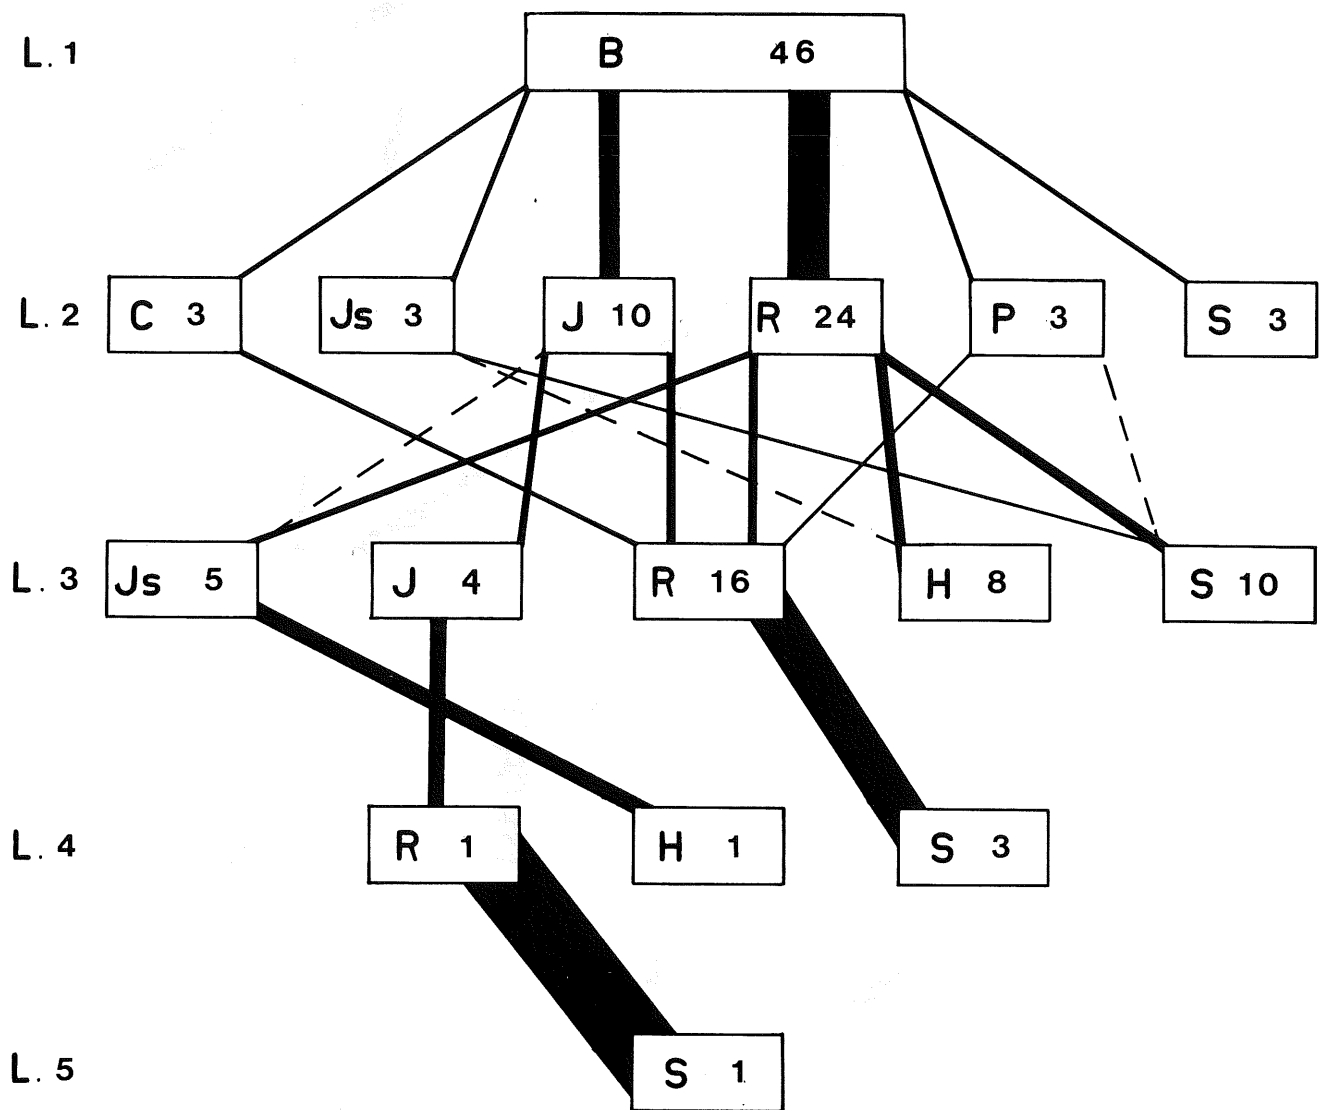 L. 1 B 46
L. 2 C 3 Js 3 J 10 R 24 P 3 S 3
L. 3 Js 5 J 4 R 16 H 8 S 10
L. 4 R 1 H 1 S 3
L. 5 S 1